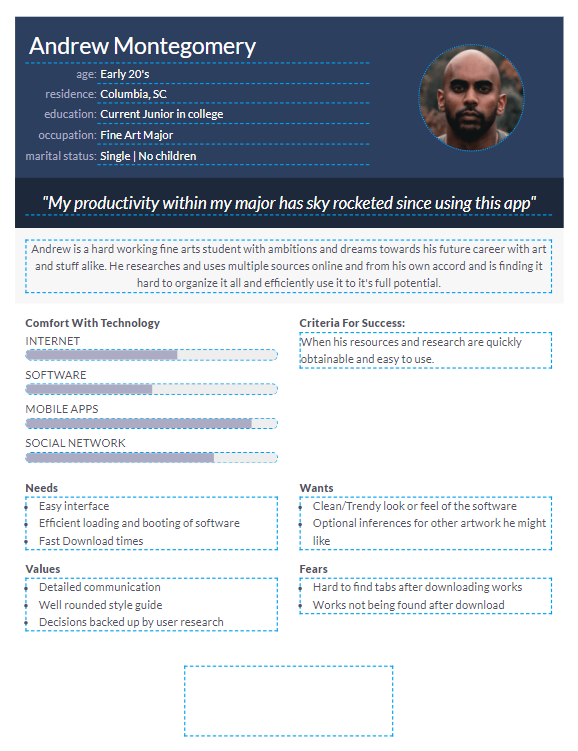 Andrew Montegomery
age: Early 20's
residence: Columbia, SC
education: Current Junior in college
occupation: Fine Art Major
marital status: Single | No children
"My productivity within my major has sky rocketed since using this app"
Andrew is a hard working fine arts student with ambitions and dreams towards his future career with art
and stuff alike. He researches and uses multiple sources online and from his own accord and is finding it
hard to organize it all and efficiently use it to it's full potential.
Comfort With Technology
INTERNET
SOFTWARE
MOBILE APPS
SOCIAL NETWORK
Criteria For Success:
When his resources and research are quickly
obtainable and easy to use.
Needs
Easy interface
Efficient loading and booting of software
Fast Download times
Wants
Clean/Trendy look or feel of the software
Optional inferences for other artwork he might
like
Values
Detailed communication
Well rounded style guide
Decisions backed up by user research
Fears
Hard to find tabs after downloading works
Works not being found after download